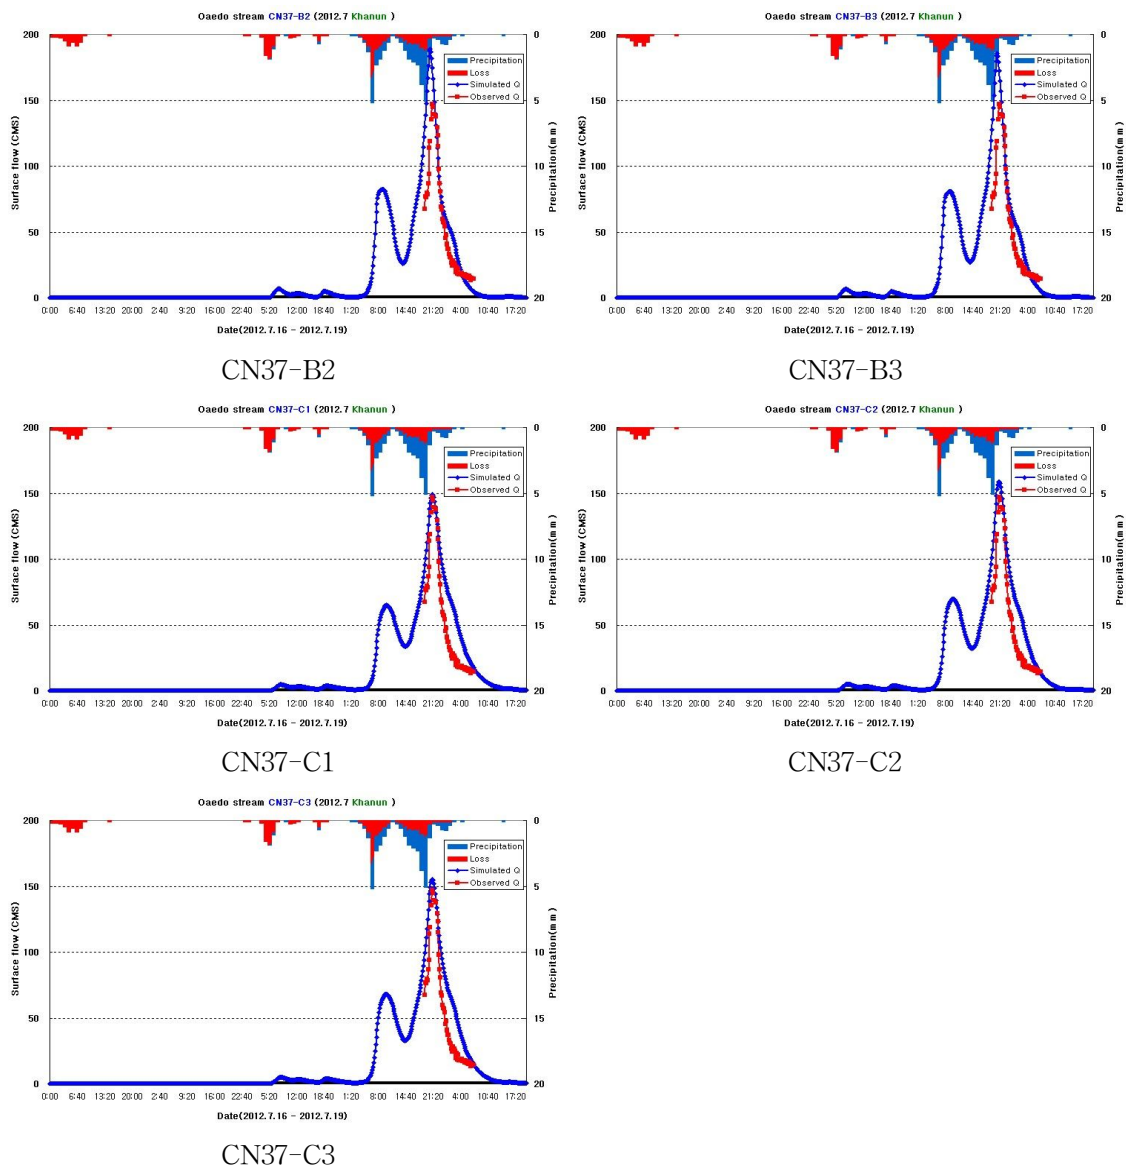 Oaedo stream CN37-B2 (2012.7 Khanun )
200
150
100
50
0
Surface flow (CMS)
0
5
10
15
20
Precipitation(mm)
Precipitation
Loss
Simulated Q
Observed Q
0:00 6:40 13:20 20:00 2:40 9:20 16:00 22:40 5:20 12:00 18:40 1:20 8:00 14:40 21:20 4:00 10:40 17:20
Date(2012.7.16 - 2012.7.19)
CN37-B2
Oaedo stream CN37-B3 (2012.7 Khanun )
200
150
100
50
0
Surface flow (CMS)
0
5
10
15
20
Precipitation(mm)
Precipitation
Loss
Simulated Q
Observed Q
0:00 6:40 13:20 20:00 2:40 9:20 16:00 22:40 5:20 12:00 18:40 1:20 8:00 14:40 21:20 4:00 10:40 17:20
Date(2012.7.16 - 2012.7.19)
CN37-B3
Oaedo stream CN37-C1 (2012.7 Khanun )
200
150
100
50
0
Surface flow (CMS)
0
5
10
15
20
Precipitation(mm)
Precipitation
Loss
Simulated Q
Observed Q
0:00 6:40 13:20 20:00 2:40 9:20 16:00 22:40 5:20 12:00 18:40 1:20 8:00 14:40 21:20 4:00 10:40 17:20
Date(2012.7.16 - 2012.7.19)
CN37-C1
Oaedo stream CN37-C2 (2012.7 Khanun )
200
150
100
50
0
Surface flow (CMS)
0
5
10
15
20
Precipitation(mm)
Precipitation
Loss
Simulated Q
Observed Q
0:00 6:40 13:20 20:00 2:40 9:20 16:00 22:40 5:20 12:00 18:40 1:20 8:00 14:40 21:20 4:00 10:40 17:20
Date(2012.7.16 - 2012.7.19)
CN37-C2
Oaedo stream CN37-C3 (2012.7 Khanun )
200
150
100
50
0
Surface flow (CMS)
0
5
10
15
20
Precipitation(mm)
Precipitation
Loss
Simulated Q
Observed Q
0:00 6:40 13:20 20:00 2:40 9:20 16:00 22:40 5:20 12:00 18:40 1:20 8:00 14:40 21:20 4:00 10:40 17:20
Date(2012.7.16 - 2012.7.19)
CN37-C3